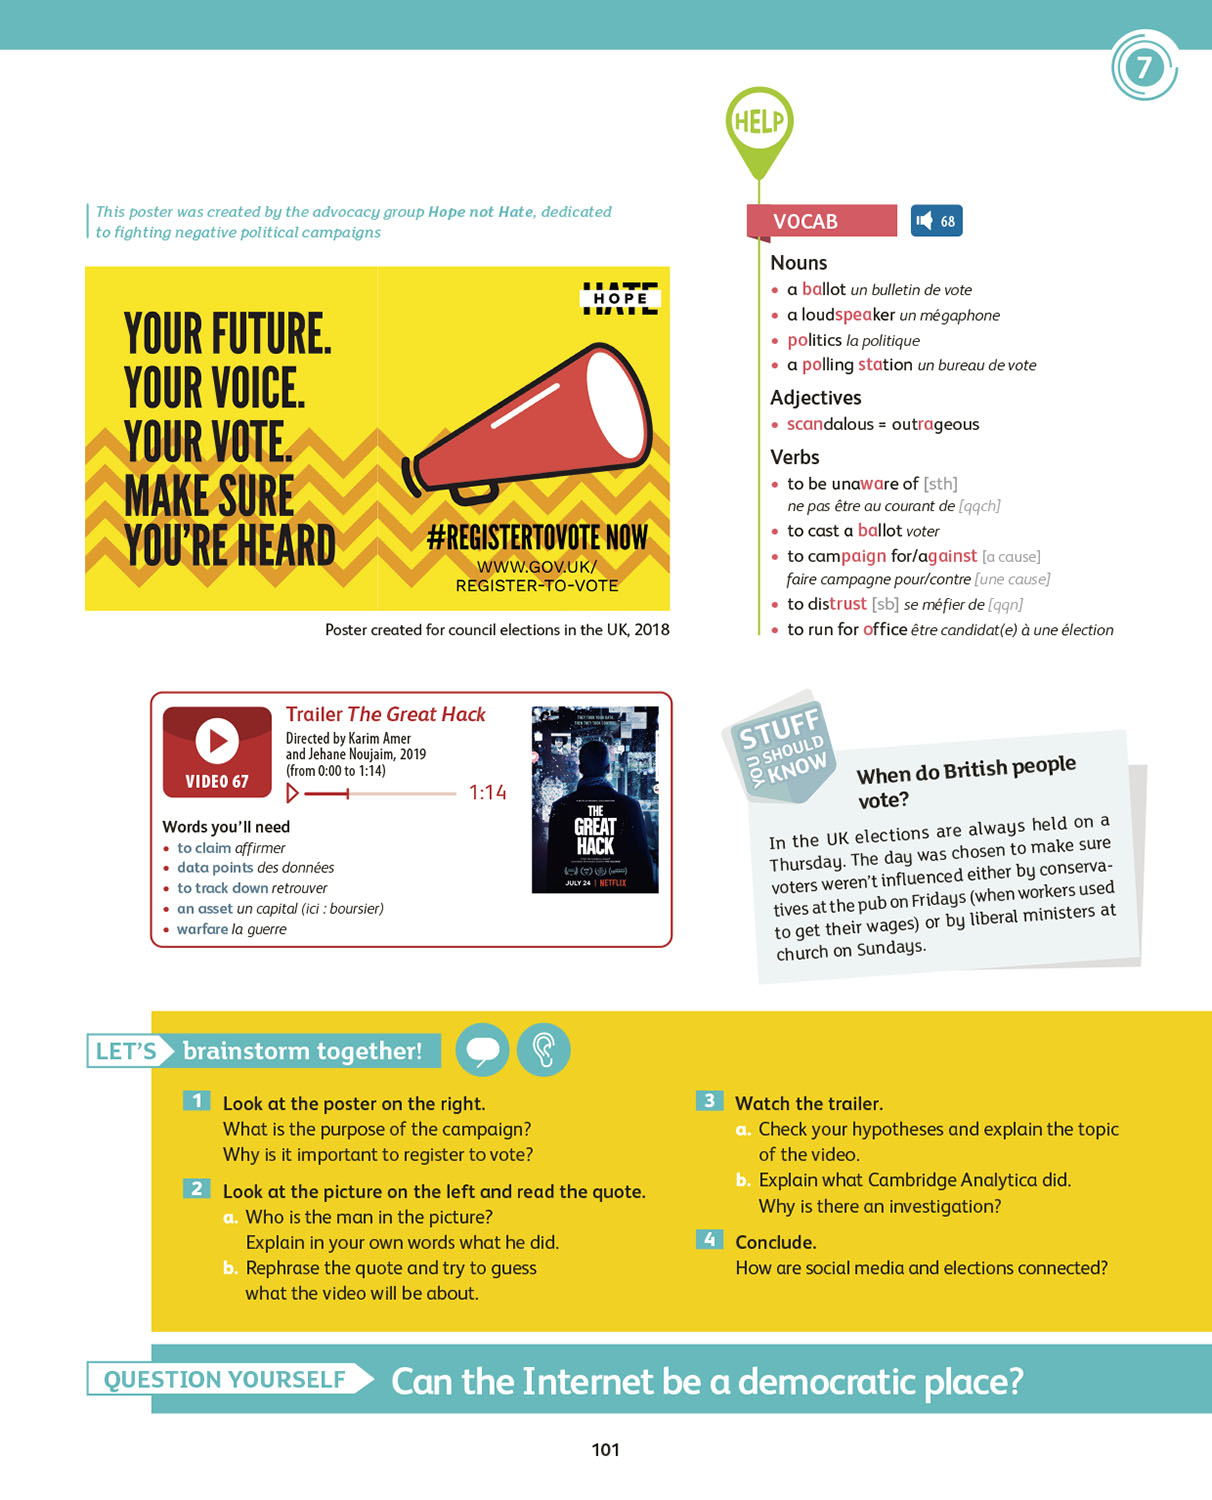 7
HELP
This poster was created by the advocacy group Hope not Hate, dedicated
to fighting negative political campaigns
HATE
HOPE
YOUR FUTURE.
YOUR VOICE.
YOUR VOTE.
MAKE SURE
YOU'RE HEARD
#REGISTERTOVOTE NOW
WWW.GOV.UK/
REGISTER-TO-VOTE
Poster created for council elections in the UK, 2018
VOCAB
68
Nouns
• a ballot un bulletin de vote
• a loudspeaker un mégaphone
• politics la politique
• a polling station un bureau de vote
Adjectives
• scandalous = outrageous
Verbs
• to be unaware of [sth]
ne pas être au courant de [qqch]
• to cast a ballot voter
• to campaign for/against [a cause]
faire campagne pour/contre [une cause]
• to distrust [sb] se méfier de [qqn]
• to run for office être candidat(e) à une élection
VIDEO 67
Trailer The Great Hack
Directed by Karim Amer
and Jehane Noujaim, 2019
(from 0:00 to 1:14)
1:14
Words you'll need
• to claim affirmer
• data points des données
• to track down retrouver
• an asset un capital (ici : boursier)
• warfare la guerre
THEY TOOK YOUR DATA.
THEN THEY TOOK CONTROL.
THE
GREAT
HACK
JULY 24 | NETFLIX
STUFF
YOU SHOULD
KNOW
When do British people
vote?
In the UK elections are always held on a
Thursday. The day was chosen to make sure
voters weren't influenced either by conserva-
tives at the pub on Fridays (when workers used
to get their wages) or by liberal ministers at
church on Sundays.
LET'S brainstorm together!
1 Look at the poster on the right.
What is the purpose of the campaign?
Why is it important to register to vote?
2 Look at the picture on the left and read the quote.
a. Who is the man in the picture?
Explain in your own words what he did.
b. Rephrase the quote and try to guess
what the video will be about.
3 Watch the trailer.
a. Check your hypotheses and explain the topic
of the video.
b. Explain what Cambridge Analytica did.
Why is there an investigation?
4 Conclude.
How are social media and elections connected?
QUESTION YOURSELF Can the Internet be a democratic place?
101